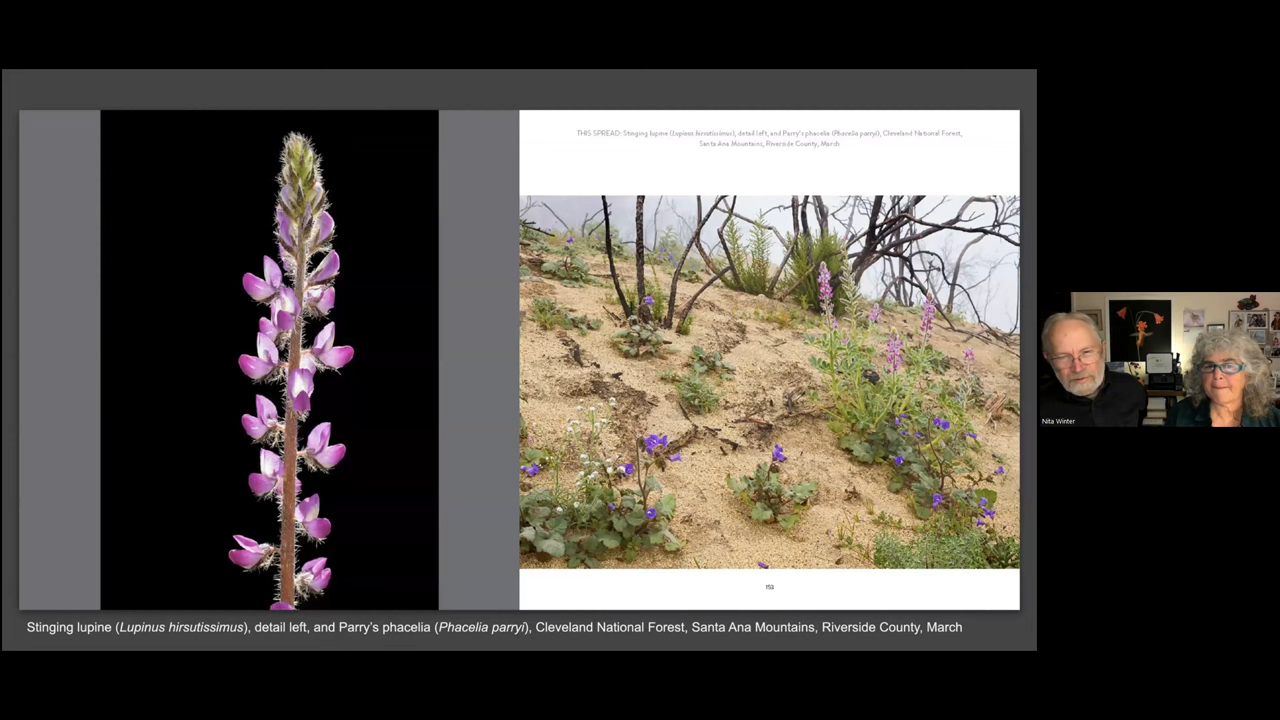 THIS SPREAD: Stinging lupine (Lupinus hirsutissimus), detail left, and Parry's phacelia (Phacelia parryi), Cleveland National Forest,
Santa Ana Mountains, Riverside County, March
153
Stinging lupine (Lupinus hirsutissimus), detail left, and Parry's phacelia (Phacelia parryi), Cleveland National Forest, Santa Ana Mountains, Riverside County, March
Nita Winter